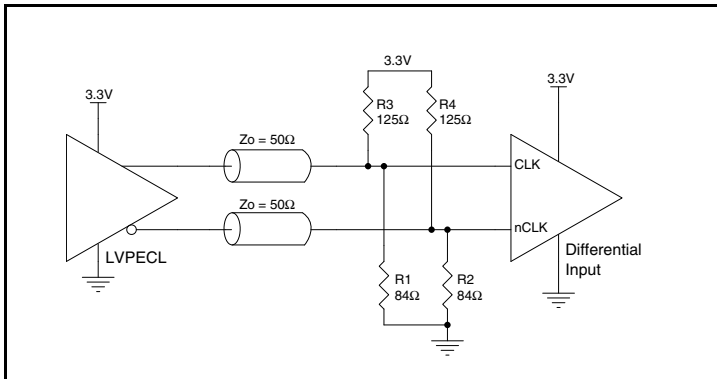 3.3V
3.3V
3.3V
R3
125Ω
R4
125Ω
Zo = 50Ω
CLK
Zo = 50Ω
nCLK
LVPECL
Differential
Input
R1
84Ω
R2
84Ω